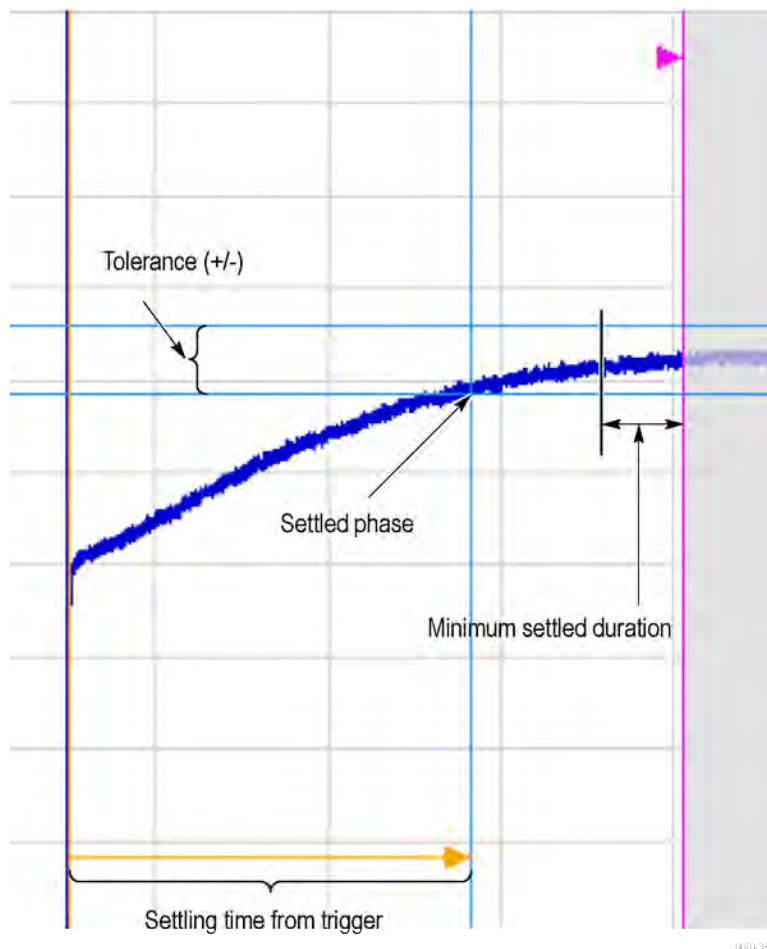 Tolerance (+/-)
Settled phase
Minimum settled duration
Settling time from trigger